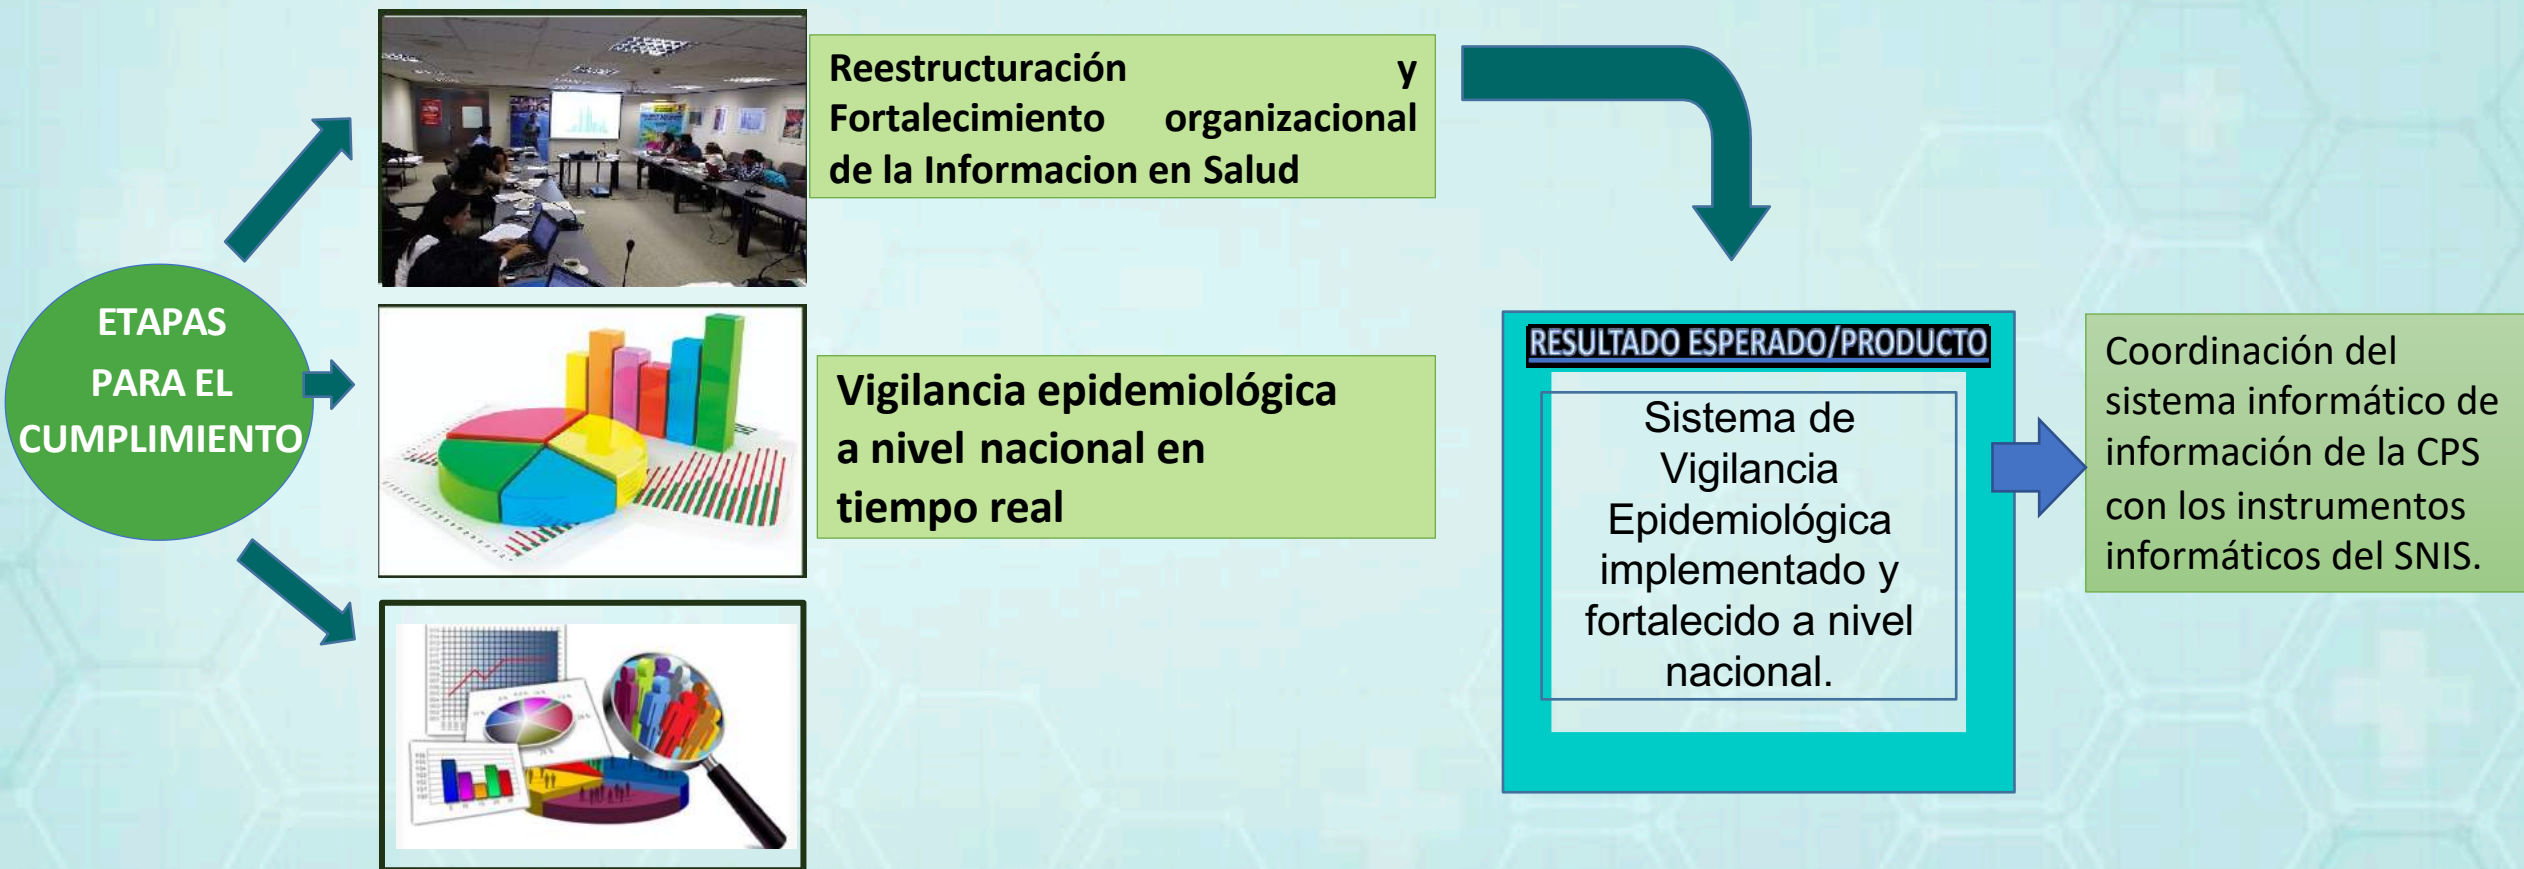 ETAPAS
PARA EL
CUMPLIMIENTO
Reestructuración y
Fortalecimiento organizacional
de la Informacion en Salud
Vigilancia epidemiológica
a nivel nacional en
tiempo real
RESULTADO ESPERADO/PRODUCTO
Sistema de
Vigilancia
Epidemiológica
implementado y
fortalecido a nivel
nacional.
Coordinación del
sistema informático de
información de la CPS
con los instrumentos
informáticos del SNIS.